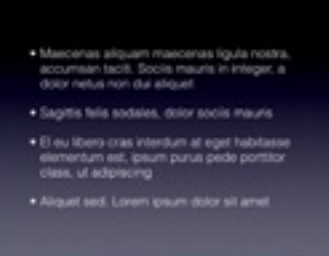 • Maecenas aliquam maecenas ligula nostra,
accumsan taciti. Sociis mauris in integer, a
dolor netus non dui aliquet
• Sagittis felis sodales, dolor sociis mauris
• El eu libero cras interdum at eget habitasse
elementum est, ipsum purus pede porttitor
class, ut adipiscing
• Aliquet sed. Lorem ipsum dolor sit amet